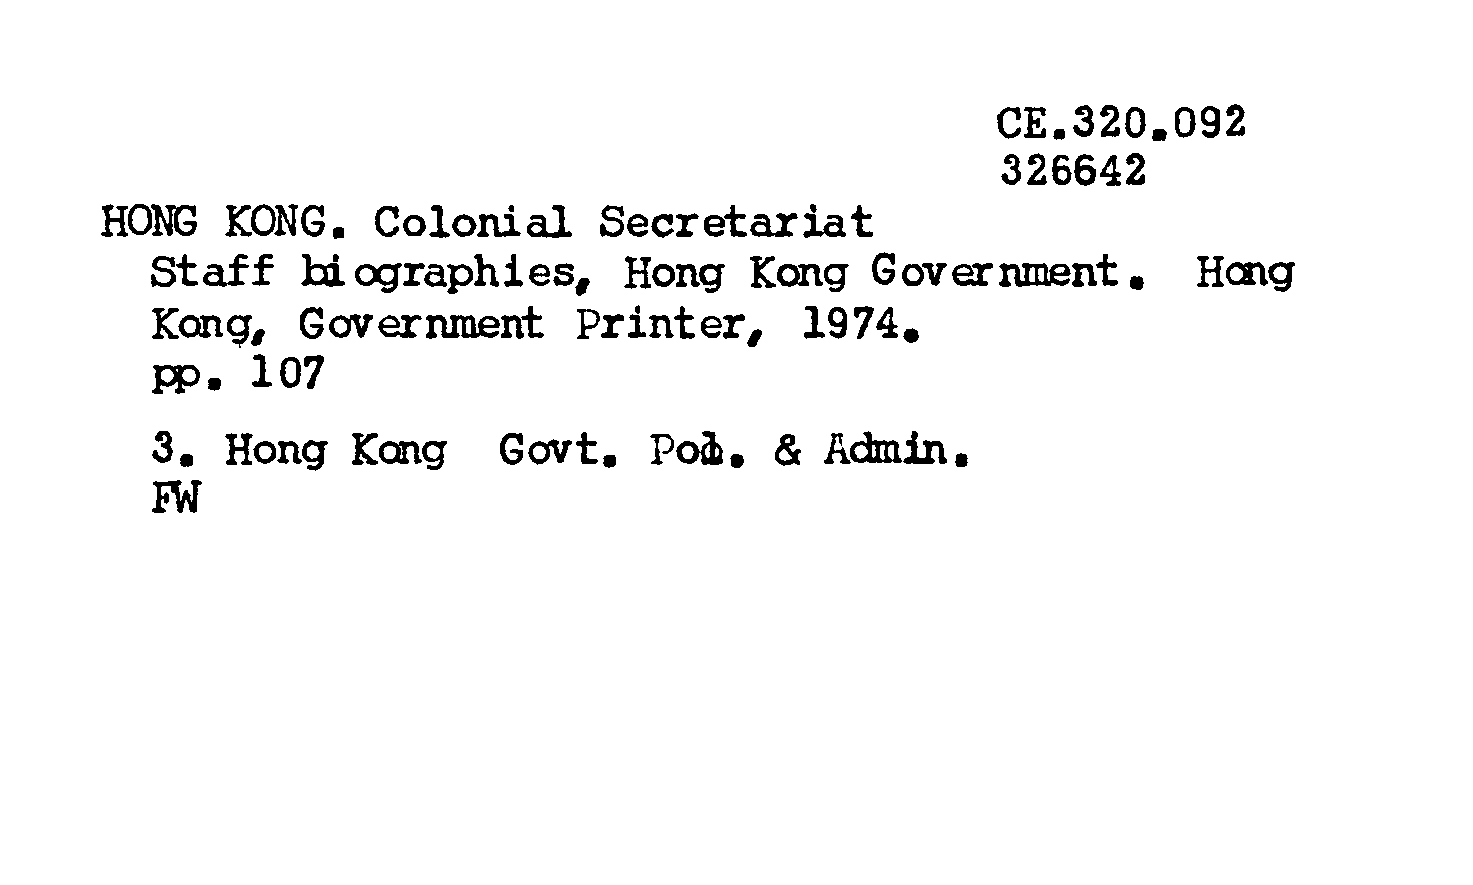 CE.320.092
326642
HONG KONG. Colonial Secretariat
Staff biographies, Hong Kong Government. Hong
Kong, Government Printer, 1974.
pp. 107
3. Hong Kong Govt. Pol. & Admin.
FW